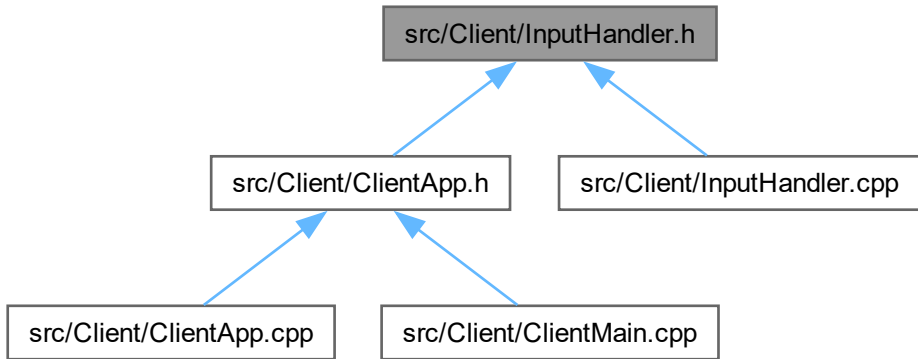 src/Client/InputHandler.h
src/Client/ClientApp.h
src/Client/InputHandler.cpp
src/Client/ClientApp.cpp
src/Client/ClientMain.cpp